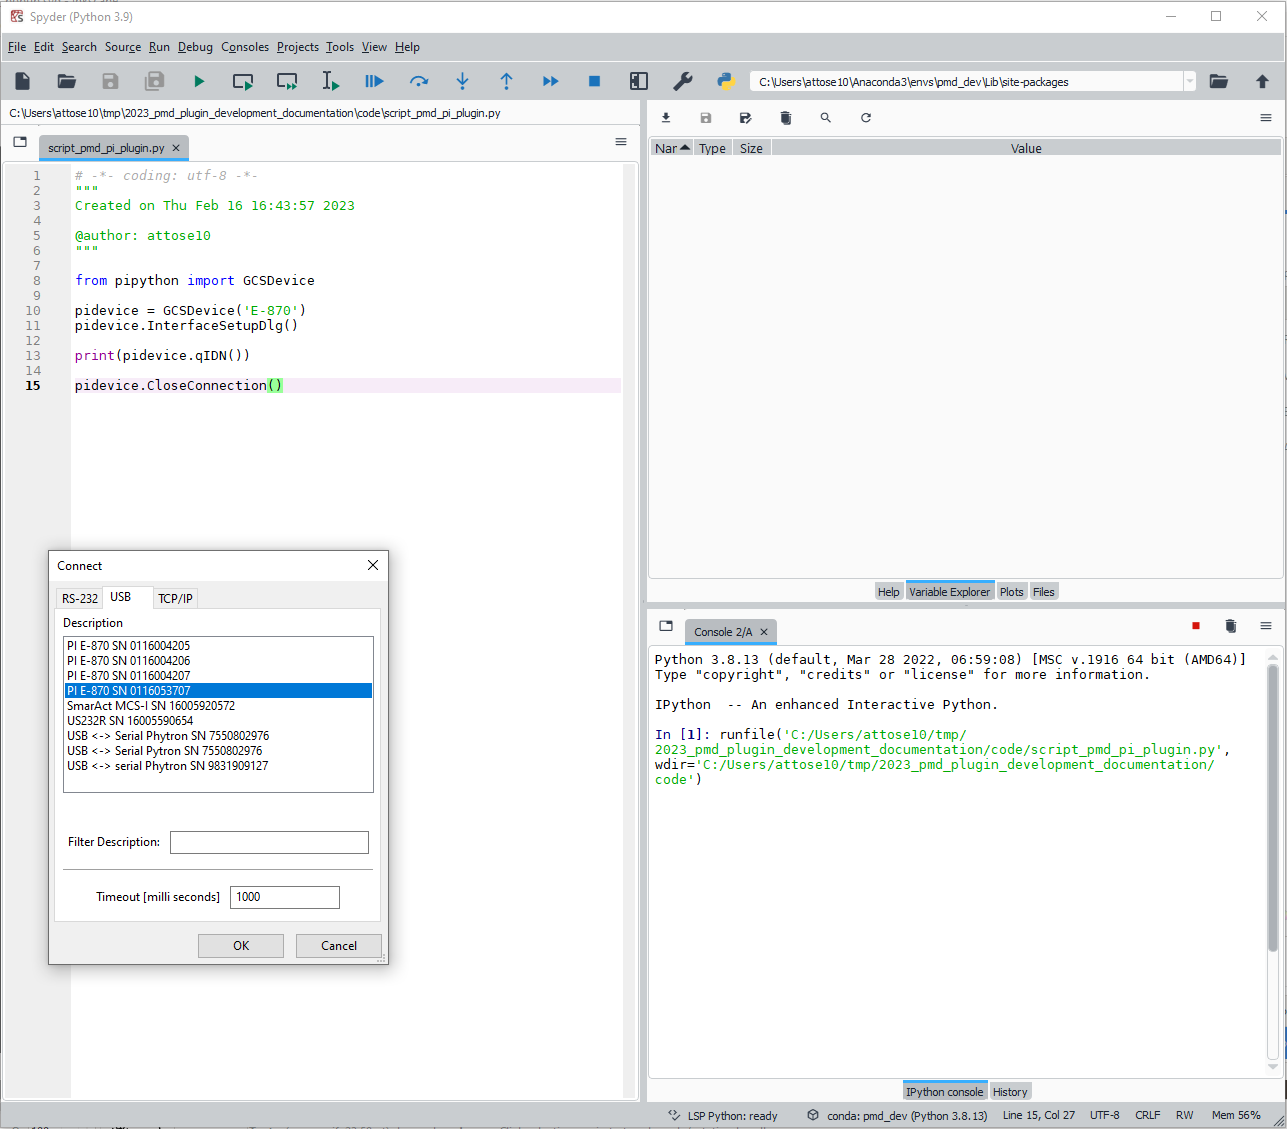 Spyder (Python 3.9)
File Edit Search Source Run Debug Consoles Projects Tools View Help
C:\Users\attose10\Anaconda3\envs\pmd_dev\Lib\site-packages
C:\Users\attose10\tmp\2023_pmd_plugin_development_documentation\code\script_pmd_pi_plugin.py
script_pmd_pi_plugin.py
1 # -*- coding: utf-8 -*-
2 """
3 Created on Thu Feb 16 16:43:57 2023
4
5 @author: attose10
6 """
7
8 from pipython import GCSDevice
9
10 pidevice = GCSDevice('E-870')
11 pidevice.InterfaceSetupDlg()
12
13 print(pidevice.qIDN())
14
15 pidevice.CloseConnection()
Connect
RS-232 USB TCP/IP
Description
PI E-870 SN 0116004205
PI E-870 SN 0116004206
PI E-870 SN 0116004207
PI E-870 SN 0116053707
SmarAct MCS-I SN 16005920572
US232R SN 16005590654
USB <-> Serial Phytron SN 7550802976
USB <-> Serial Pytron SN 7550802976
USB <-> serial Phytron SN 9831909127
Filter Description:
Timeout [milli seconds] 1000
OK Cancel
Nar Type Size Value
Help Variable Explorer Plots Files
Console 2/A
Python 3.8.13 (default, Mar 28 2022, 06:59:08) [MSC v.1916 64 bit (AMD64)]
Type "copyright", "credits" or "license" for more information.
IPython -- An enhanced Interactive Python.
In [1]: runfile('C:/Users/attose10/tmp/
2023_pmd_plugin_development_documentation/code/script_pmd_pi_plugin.py',
wdir='C:/Users/attose10/tmp/2023_pmd_plugin_development_documentation/
code')
IPython console History
LSP Python: ready conda: pmd_dev (Python 3.8.13) Line 15, Col 27 UTF-8 CRLF RW Mem 56%